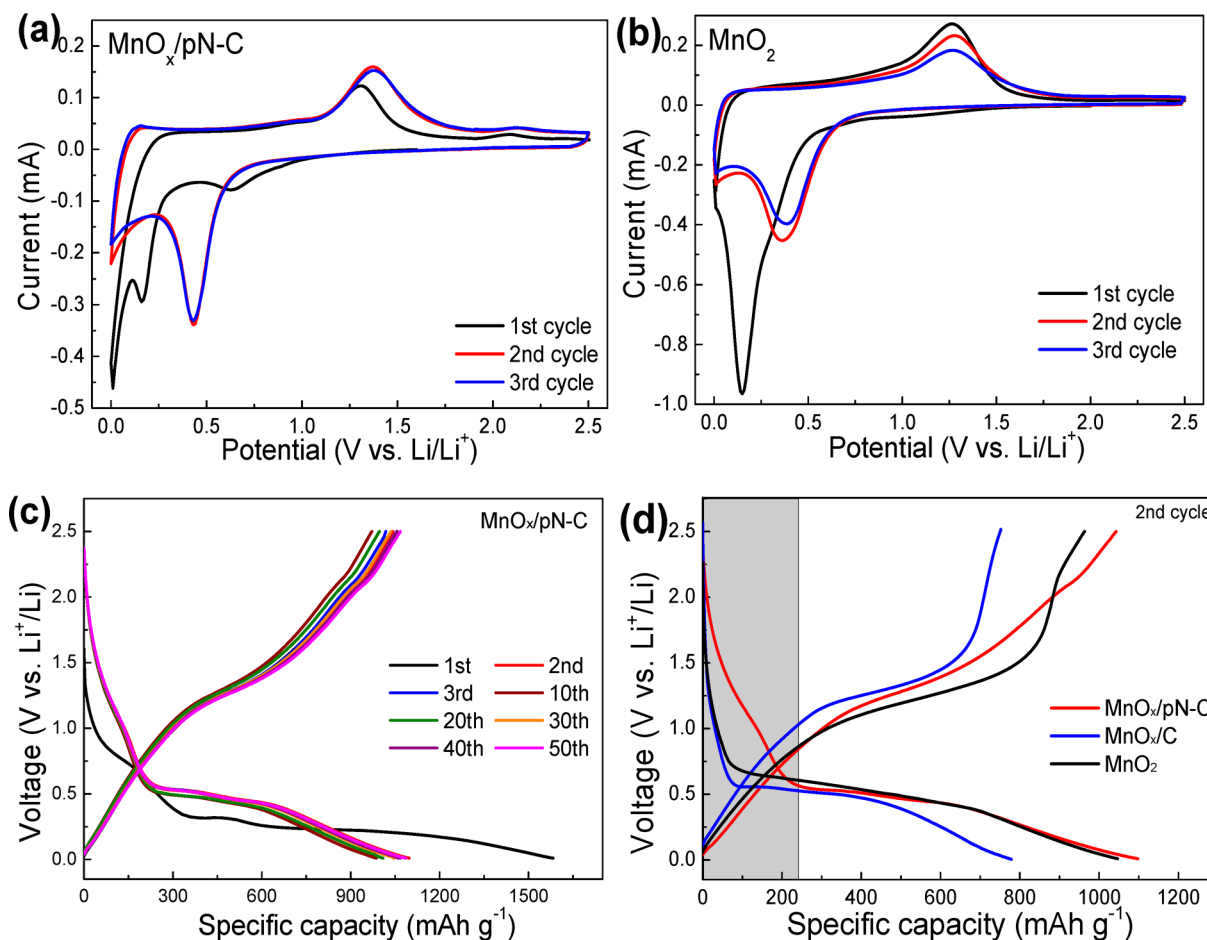 (a)
MnOₓ/pN-C
0.2
0.1
0.0
-0.1
-0.2
-0.3
-0.4
-0.5
Current (mA)
1st cycle
2nd cycle
3rd cycle
0.0 0.5 1.0 1.5 2.0 2.5
Potential (V vs. Li/Li⁺)
(b)
MnO₂
0.2
0.0
-0.2
-0.4
-0.6
-0.8
-1.0
Current (mA)
1st cycle
2nd cycle
3rd cycle
0.0 0.5 1.0 1.5 2.0 2.5
Potential (V vs. Li/Li⁺)
(c)
MnOₓ/pN-C
2.5
2.0
1.5
1.0
0.5
0.0
Voltage (V vs. Li⁺/Li)
1st 2nd
3rd 10th
20th 30th
40th 50th
0 300 600 900 1200 1500
Specific capacity (mAh g⁻¹)
(d)
2nd cycle
2.5
2.0
1.5
1.0
0.5
0.0
Voltage (V vs. Li⁺/Li)
MnOₓ/pN-C
MnOₓ/C
MnO₂
0 200 400 600 800 1000 1200
Specific capacity (mAh g⁻¹)